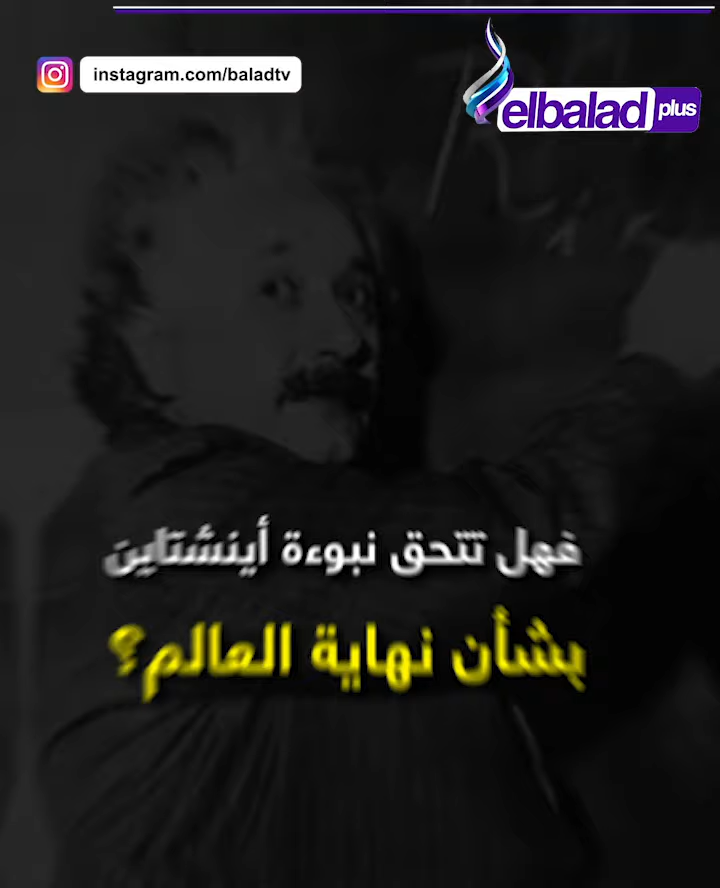 instagram.com/baladtv
elbalad plus
فهل تتحق نبوءة أينشتاين
بشأن نهاية العالم؟